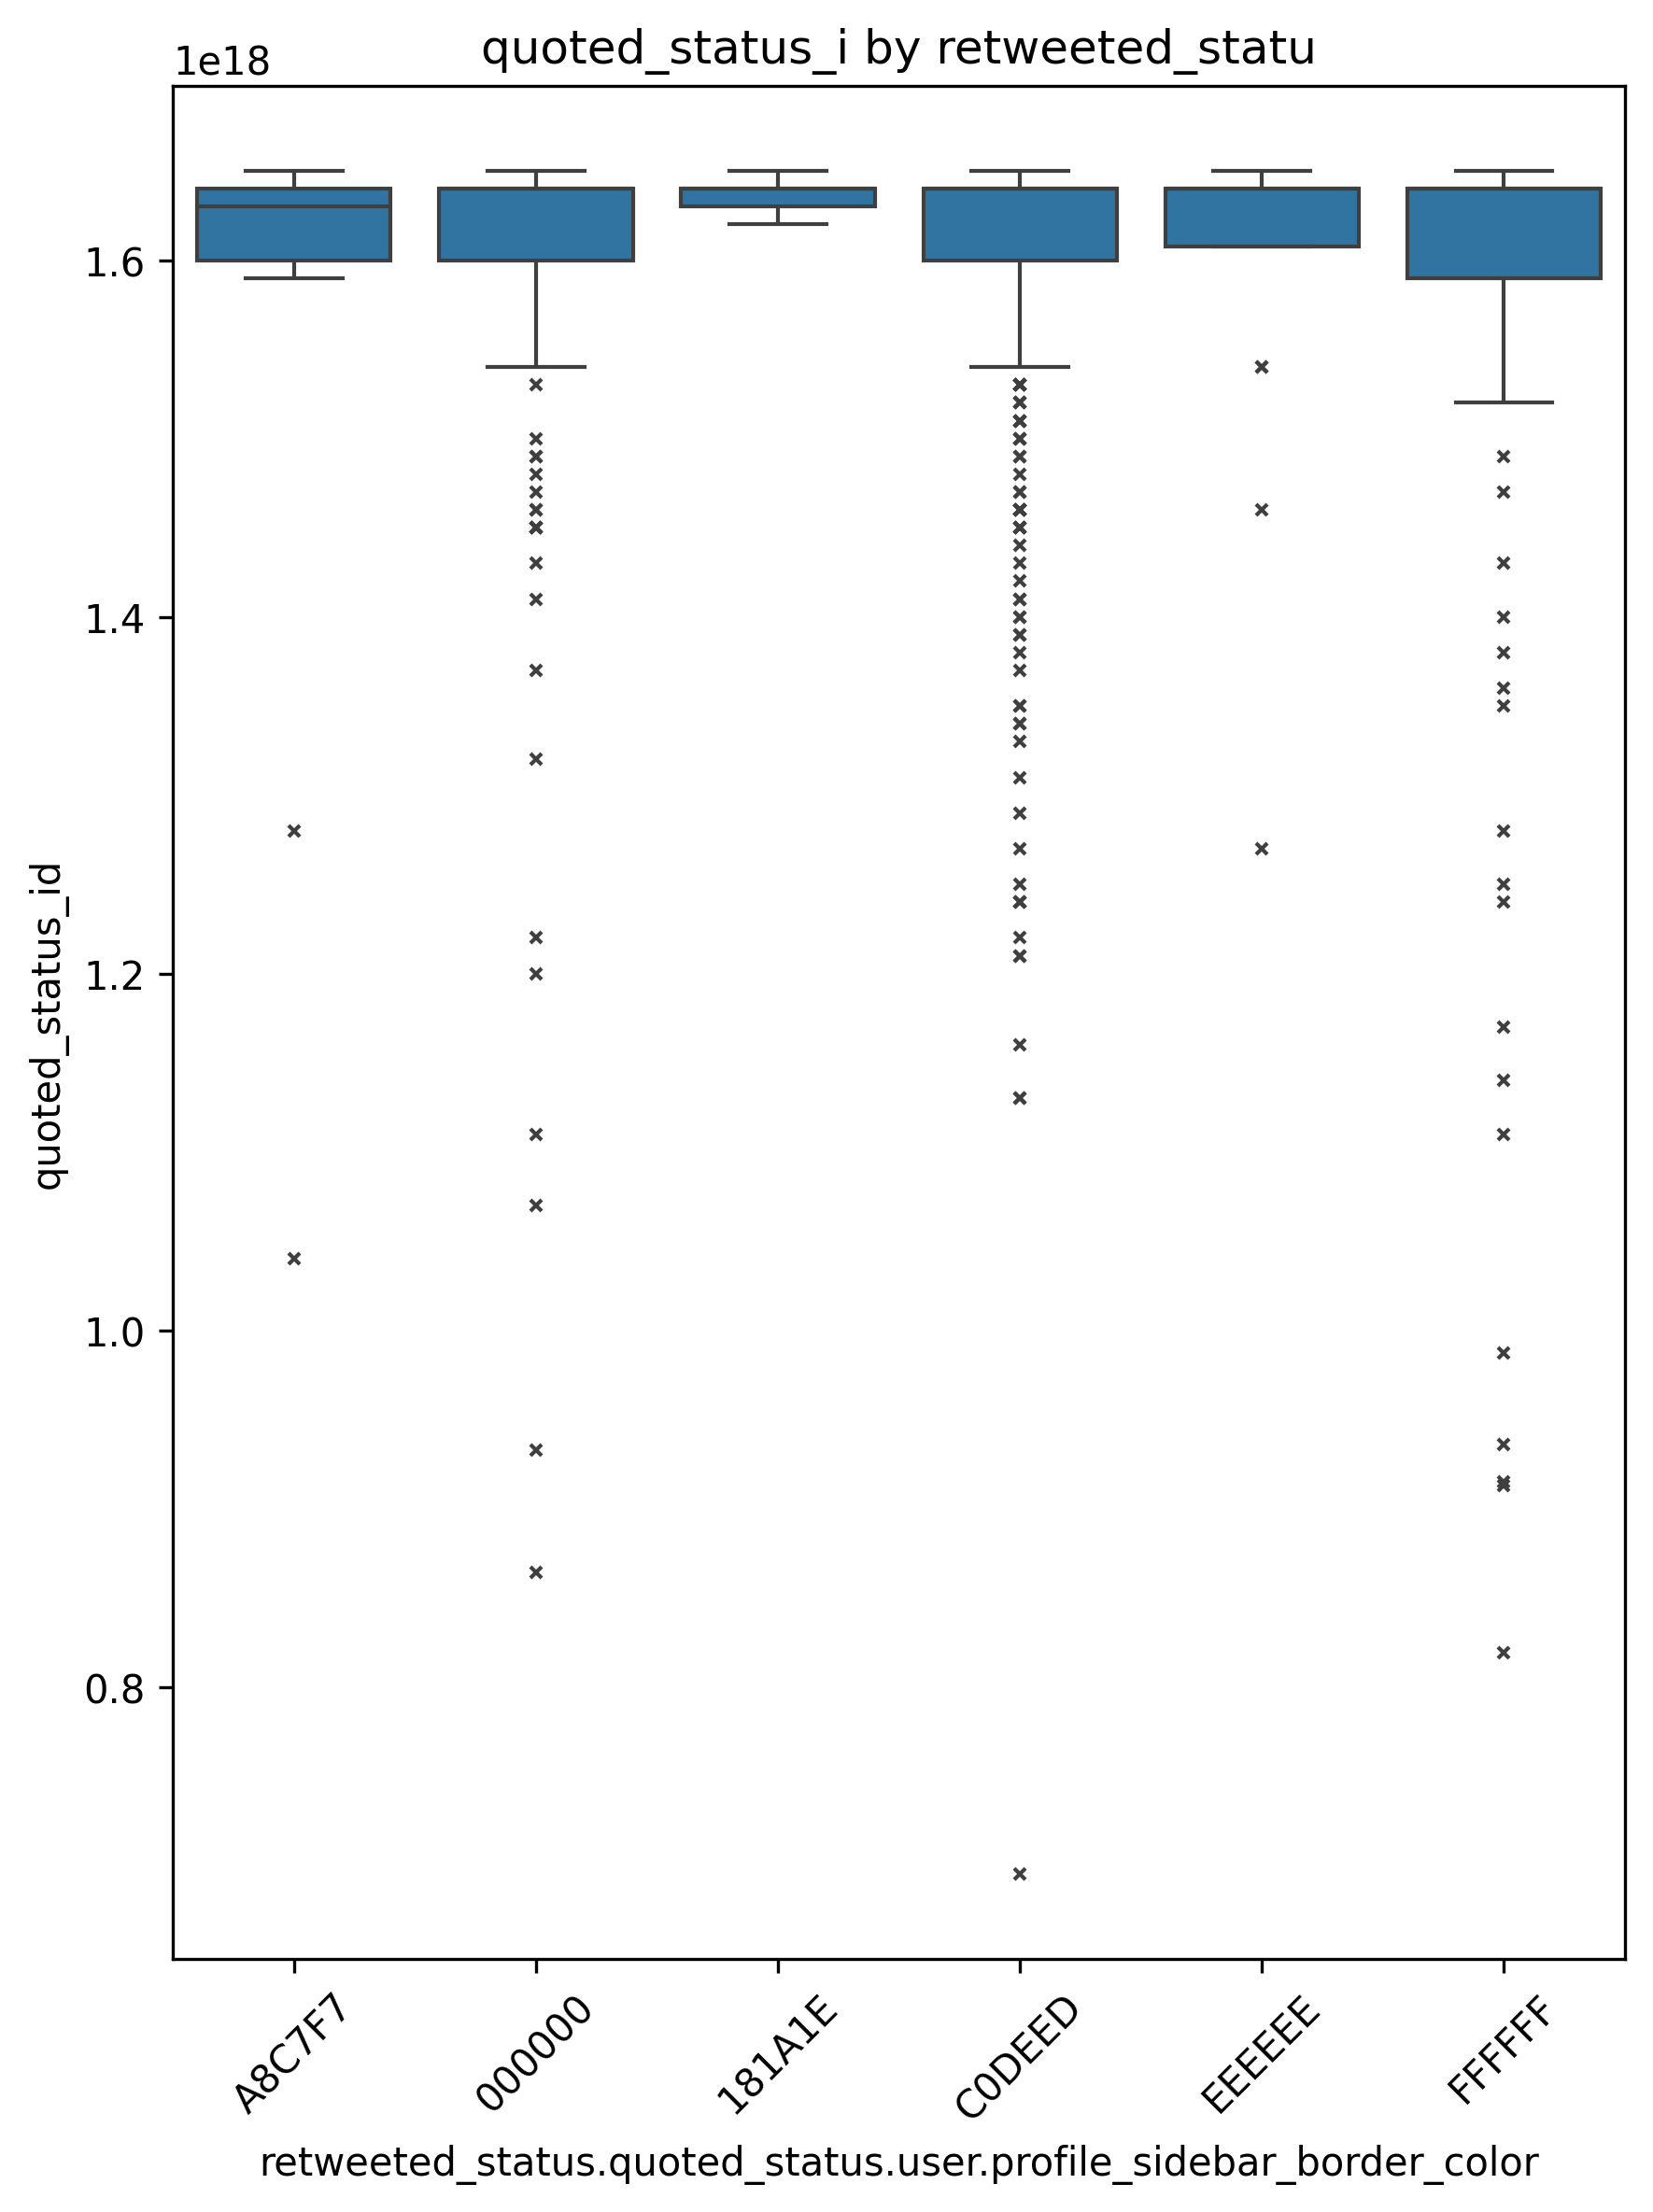 quoted_status_i by retweeted_statu
1e18
1.6
1.4
1.2
1.0
0.8
quoted_status_id
A8C7F7
000000
181A1E
C0DEED
EEEEEE
FFFFFF
retweeted_status.quoted_status.user.profile_sidebar_border_color